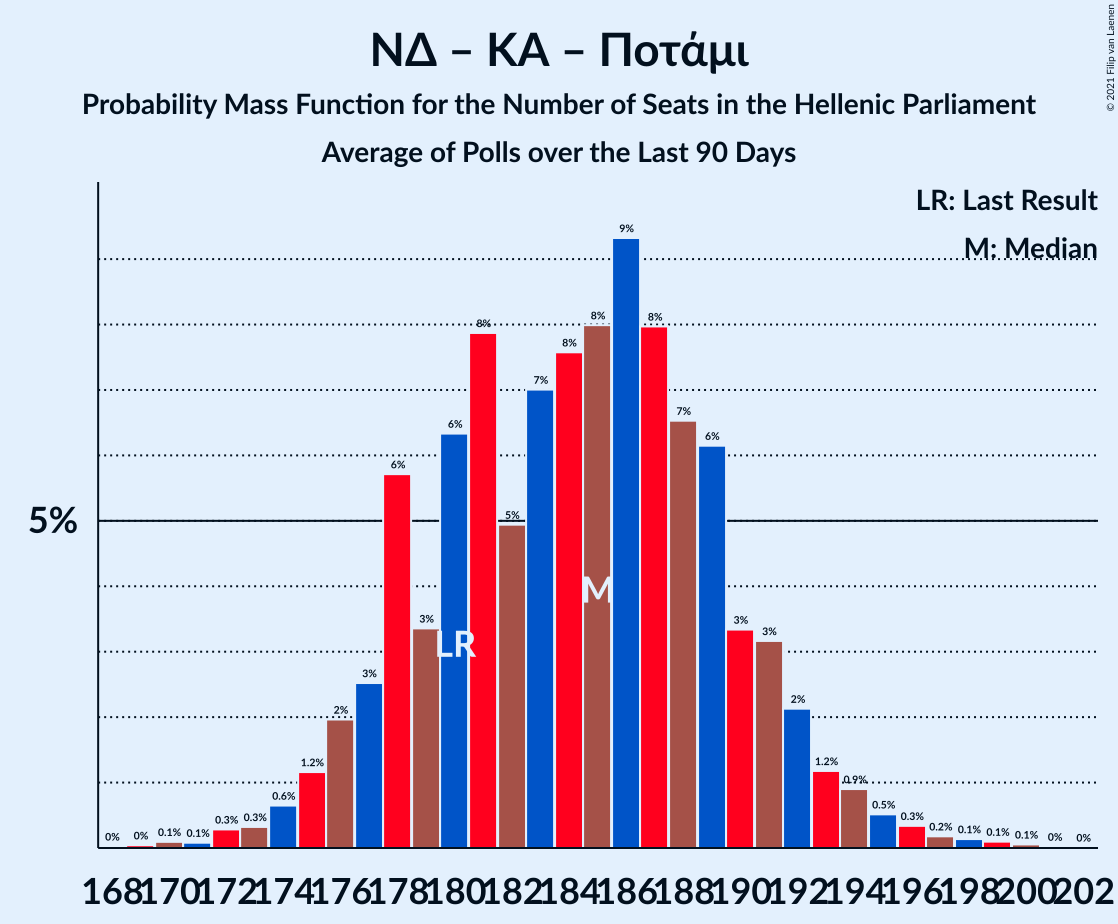 ΝΔ – ΚΑ – Ποτάμι
Probability Mass Function for the Number of Seats in the Hellenic Parliament
Average of Polls over the Last 90 Days
© 2021 Filip van Laenen
LR: Last Result
M: Median
5%
0% 0% 0.1% 0.1% 0.3% 0.3% 0.6% 1.2% 2% 3% 6% 3% 6% 8% 5% 7% 8% 8% 9% 8% 7% 6% 3% 3% 2% 1.2% 0.9% 0.5% 0.3% 0.2% 0.1% 0.1% 0.1% 0% 0%
M
LR
168 170 172 174 176 178 180 182 184 186 188 190 192 194 196 198 200 202